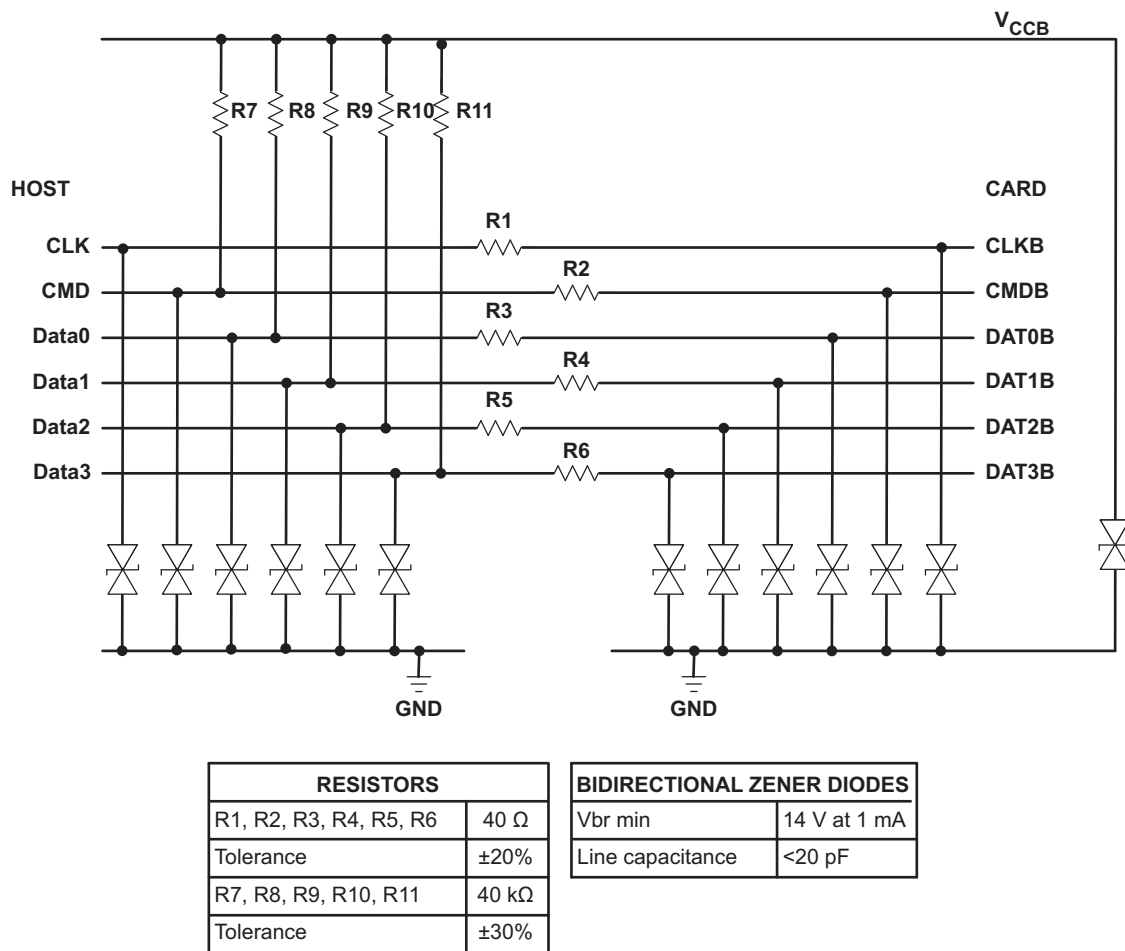 V_CCB
R7 R8 R9 R10 R11
HOST CARD
R1
CLK CLKB
R2
CMD CMDB
R3
Data0 DAT0B
R4
Data1 DAT1B
R5
Data2 DAT2B
R6
Data3 DAT3B
GND GND
RESISTORS
R1, R2, R3, R4, R5, R6 40 Ω
Tolerance ±20%
R7, R8, R9, R10, R11 40 kΩ
Tolerance ±30%
BIDIRECTIONAL ZENER DIODES
Vbr min 14 V at 1 mA
Line capacitance <20 pF